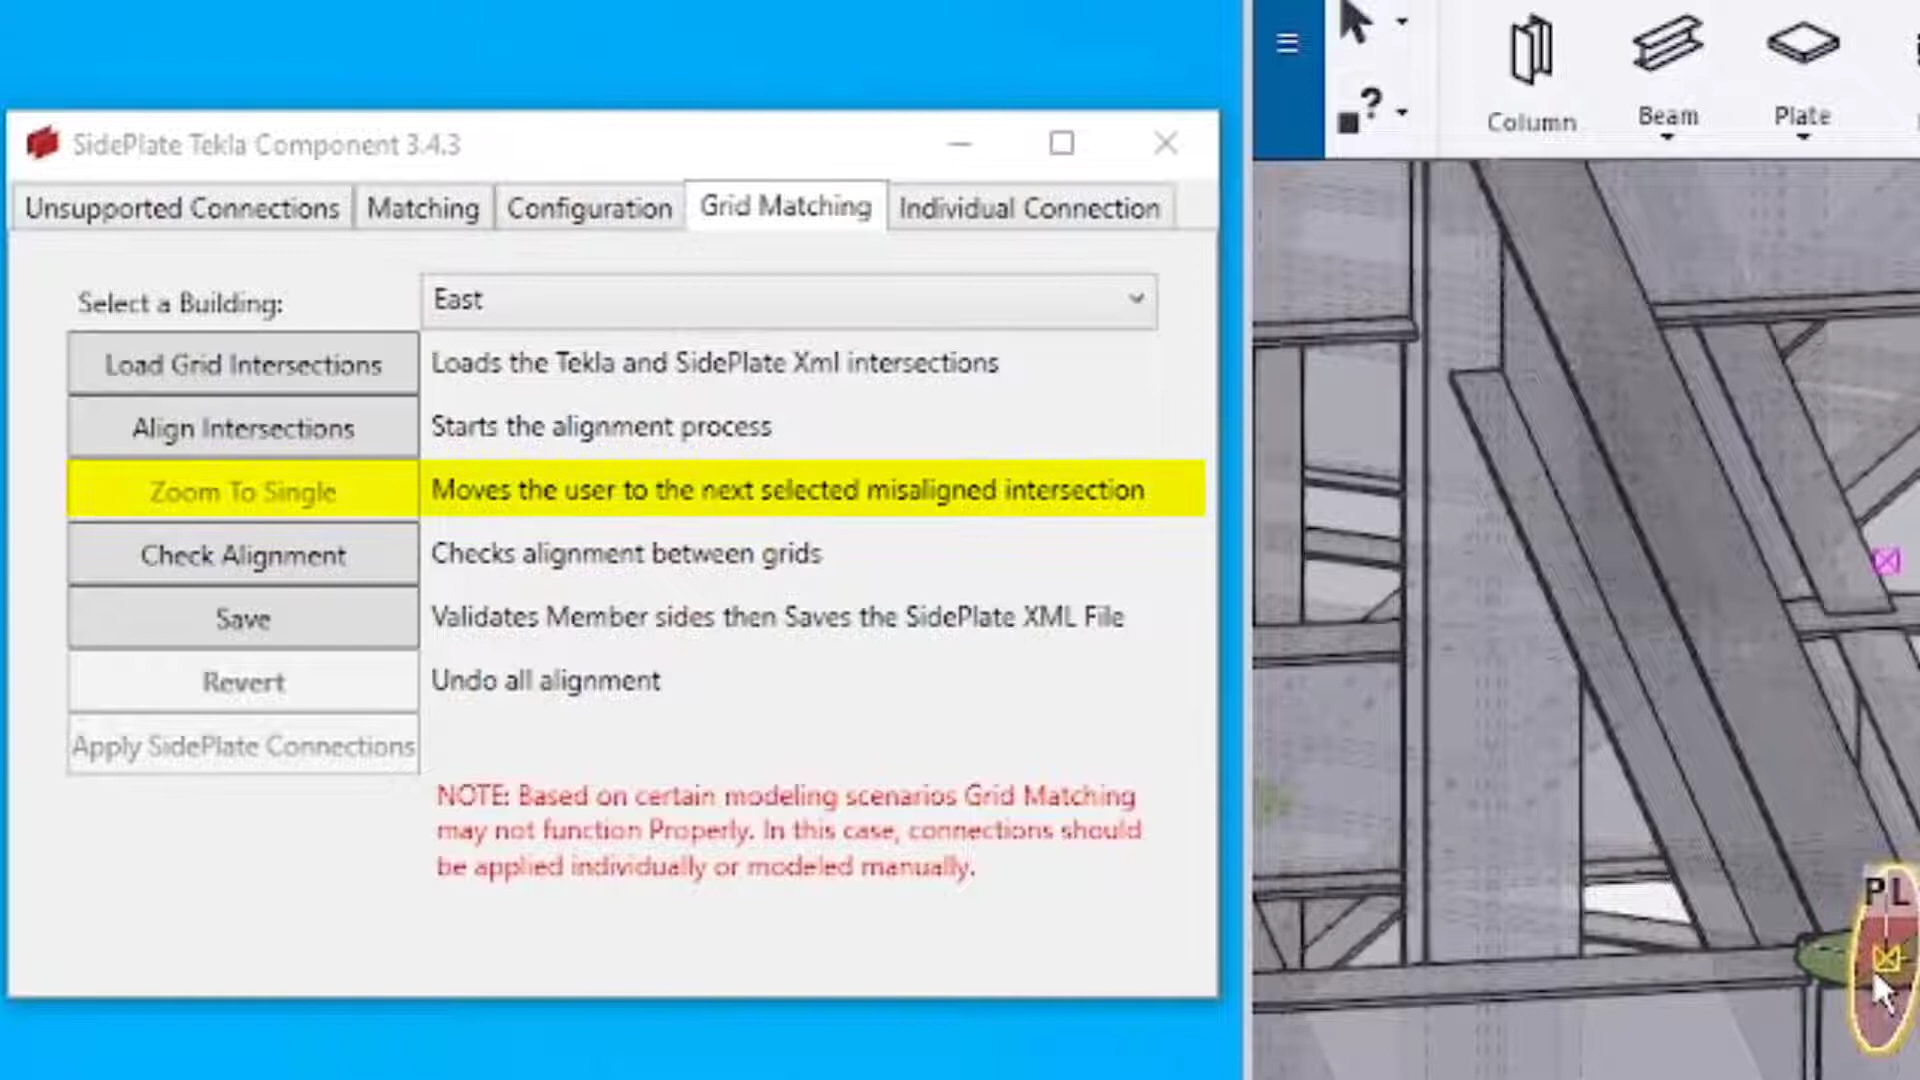 SidePlate Tekla Component 3.4.3
Unsupported Connections
Matching
Configuration
Grid Matching
Individual Connection
Select a Building:
East
Load Grid Intersections
Loads the Tekla and SidePlate Xml intersections
Align Intersections
Starts the alignment process
Zoom To Single
Moves the user to the next selected misaligned intersection
Check Alignment
Checks alignment between grids
Save
Validates Member sides then Saves the SidePlate XML File
Revert
Undo all alignment
Apply SidePlate Connections
NOTE: Based on certain modeling scenarios Grid Matching
may not function Properly. In this case, connections should
be applied individually or modeled manually.
?
Column
Beam
Plate
PL